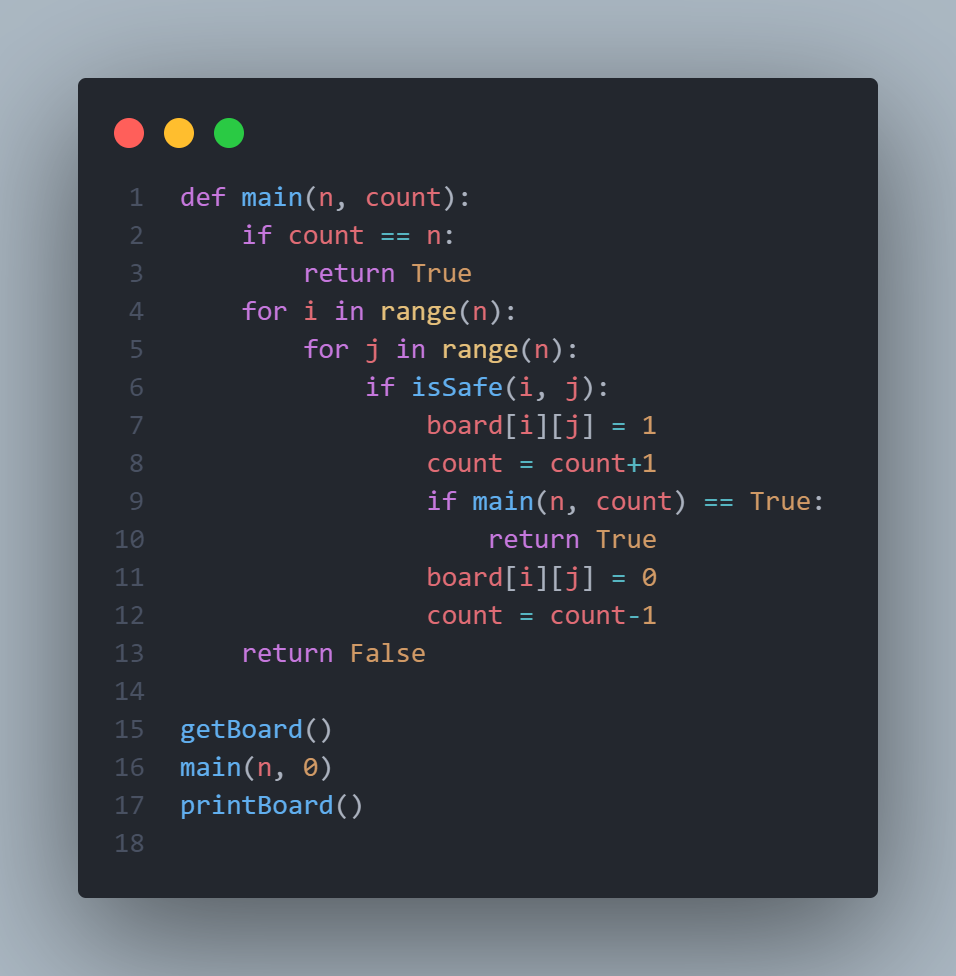 1 def main(n, count):
2     if count == n:
3         return True
4     for i in range(n):
5         for j in range(n):
6             if isSafe(i, j):
7                 board[i][j] = 1
8                 count = count+1
9                 if main(n, count) == True:
10                     return True
11                 board[i][j] = 0
12                 count = count-1
13     return False
14
15 getBoard()
16 main(n, 0)
17 printBoard()
18